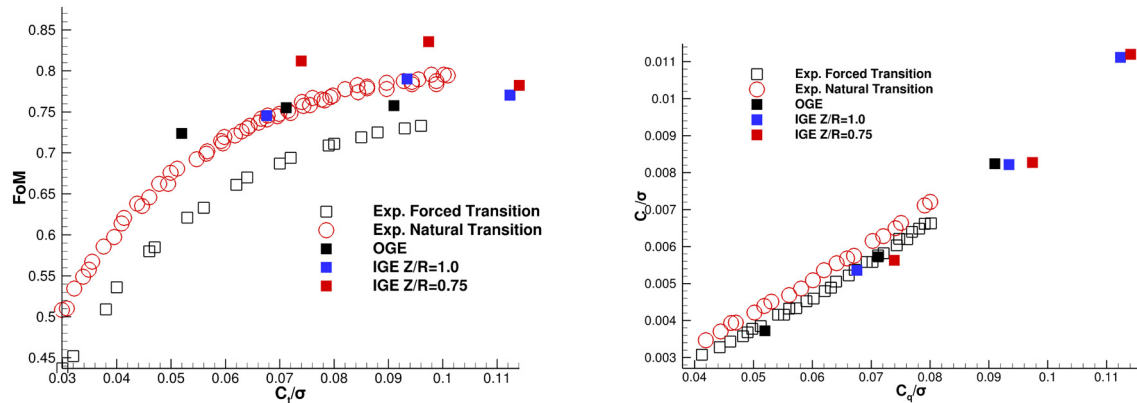 0.85
0.8
0.75
0.7
0.65
0.6
0.55
0.5
0.45
FoM
0.03 0.04 0.05 0.06 0.07 0.08 0.09 0.1 0.11
Ct/σ
Exp. Forced Transition
Exp. Natural Transition
OGE
IGE Z/R=1.0
IGE Z/R=0.75
0.011
0.01
0.009
0.008
0.007
0.006
0.005
0.004
0.003
0.04 0.05 0.06 0.07 0.08 0.09 0.1 0.11
Cq/σ
Exp. Forced Transition
Exp. Natural Transition
OGE
IGE Z/R=1.0
IGE Z/R=0.75